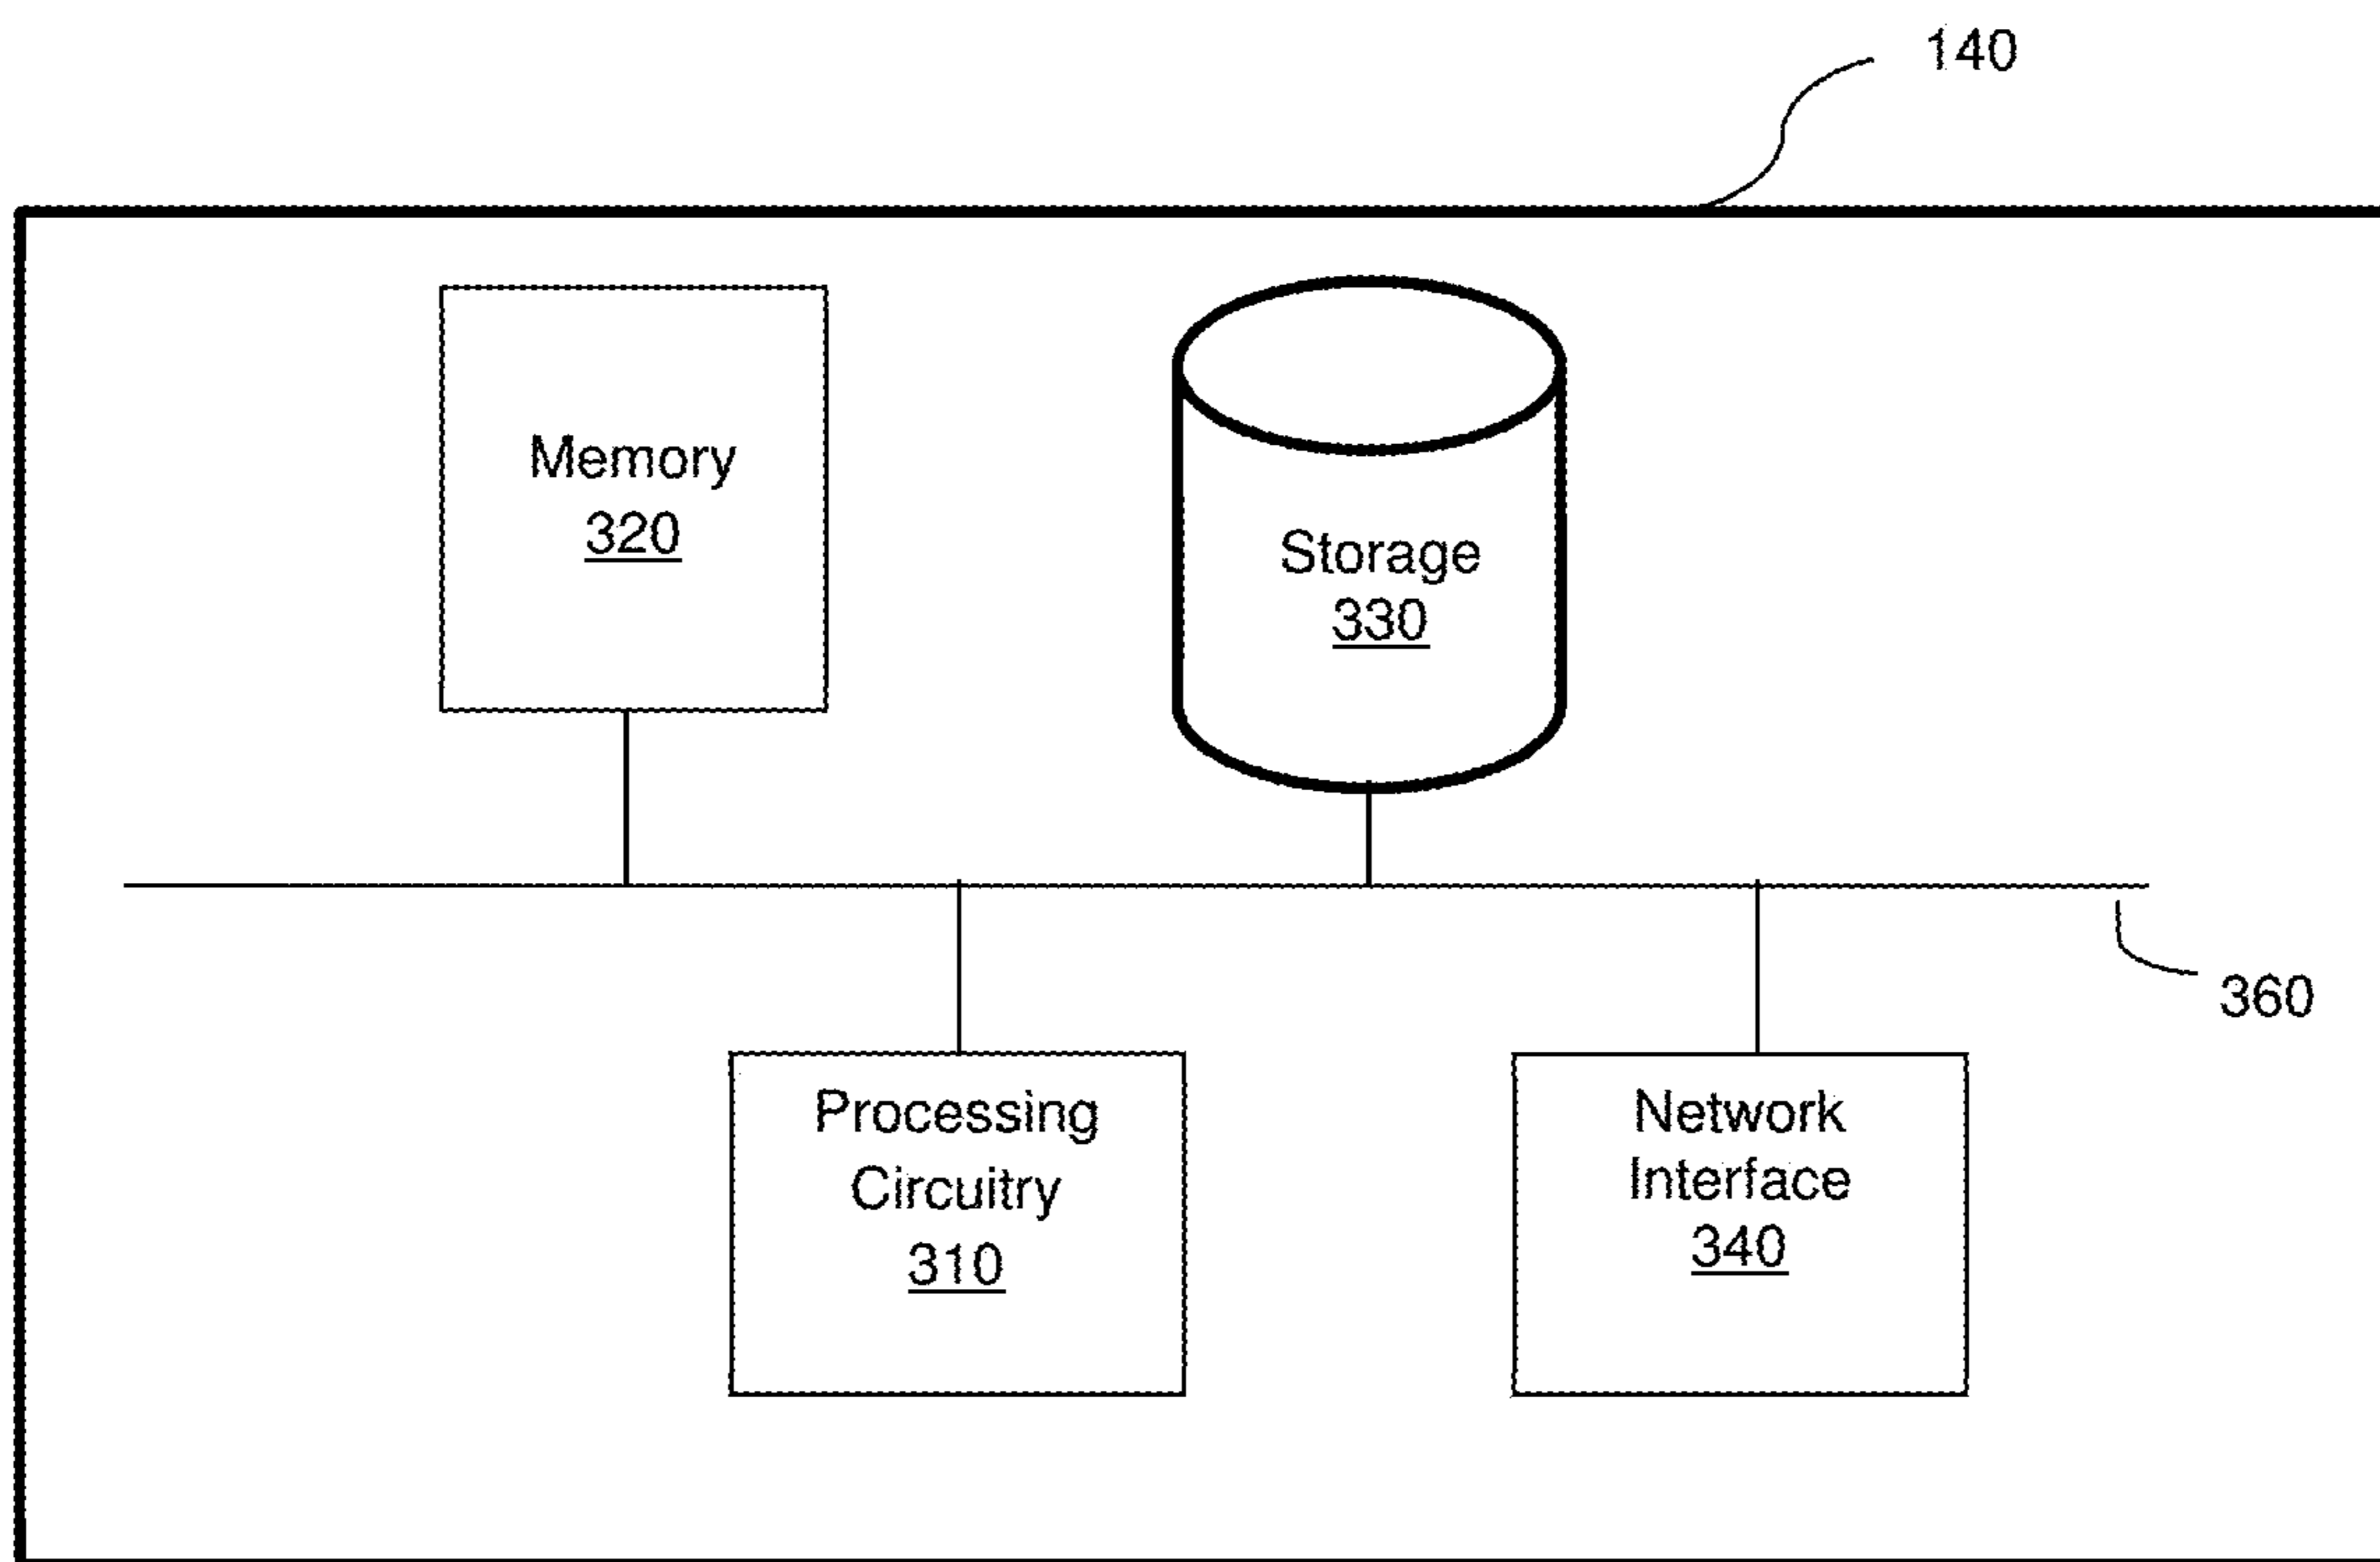 140
Memory
320
Storage
330
360
Processing
Circuitry
310
Network
Interface
340